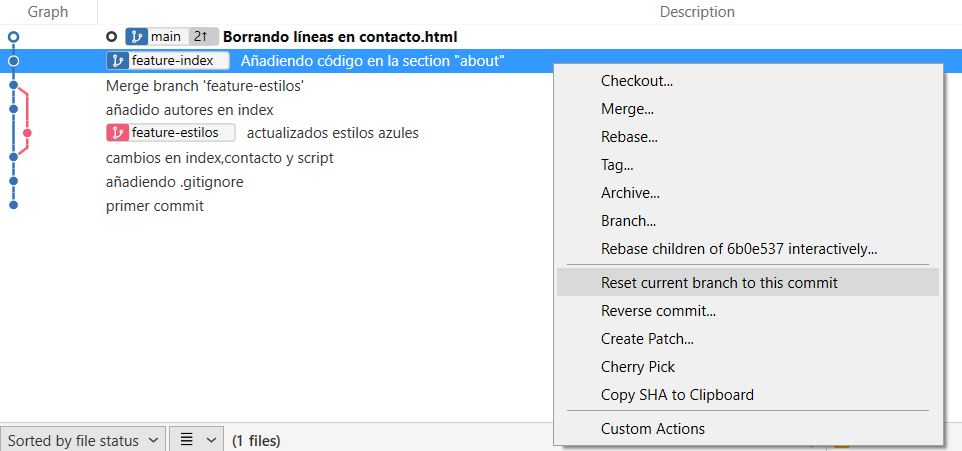 Graph Description
main 2↑ Borrando líneas en contacto.html
feature-index Añadiendo código en la section "about"
Merge branch 'feature-estilos'
añadido autores en index
feature-estilos actualizados estilos azules
cambios en index,contacto y script
añadiendo .gitignore
primer commit
Checkout...
Merge...
Rebase...
Tag...
Archive...
Branch...
Rebase children of 6b0e537 interactively...
Reset current branch to this commit
Reverse commit...
Create Patch...
Cherry Pick
Copy SHA to Clipboard
Custom Actions
Sorted by file status (1 files)